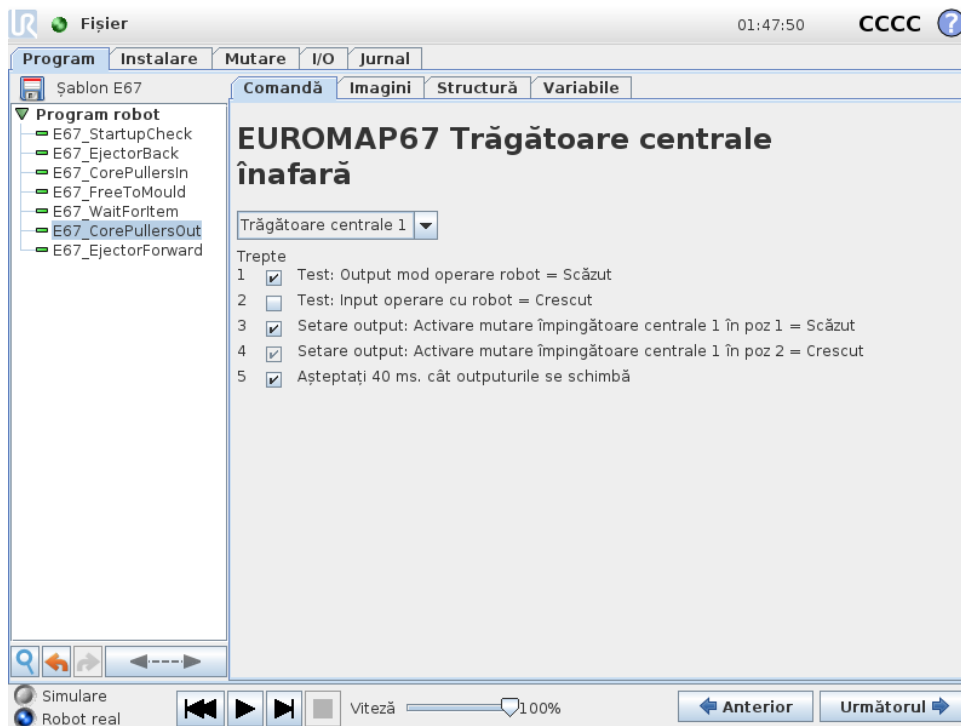 UR Fișier 01:47:50 CCCC ?
Program Instalare Mutare I/O Jurnal
Șablon E67
Comandă Imagini Structură Variabile
Program robot
E67_StartupCheck
E67_EjectorBack
E67_CorePullersIn
E67_FreeToMould
E67_WaitForItem
E67_CorePullersOut
E67_EjectorForward
EUROMAP67 Trăgătoare centrale
înafară
Trăgătoare centrale 1
Trepte
1 Test: Output mod operare robot = Scăzut
2 Test: Input operare cu robot = Crescut
3 Setare output: Activare mutare împingătoare centrale 1 în poz 1 = Scăzut
4 Setare output: Activare mutare împingătoare centrale 1 în poz 2 = Crescut
5 Așteptați 40 ms. cât outputurile se schimbă
Simulare
Robot real
Viteză 100%
Anterior Următorul